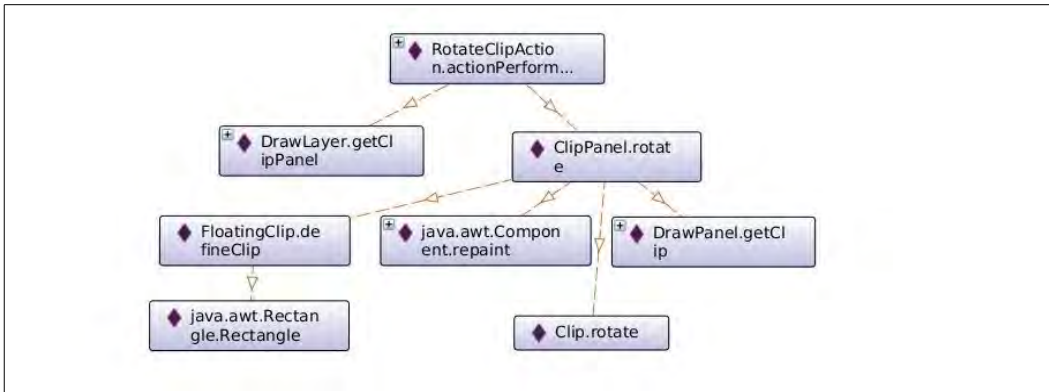 RotateClipActio
n.actionPerform...
DrawLayer.getCl
ipPanel
ClipPanel.rotat
e
FloatingClip.de
fineClip
java.awt.Compon
ent.repaint
DrawPanel.getCl
ip
java.awt.Rectan
gle.Rectangle
Clip.rotate